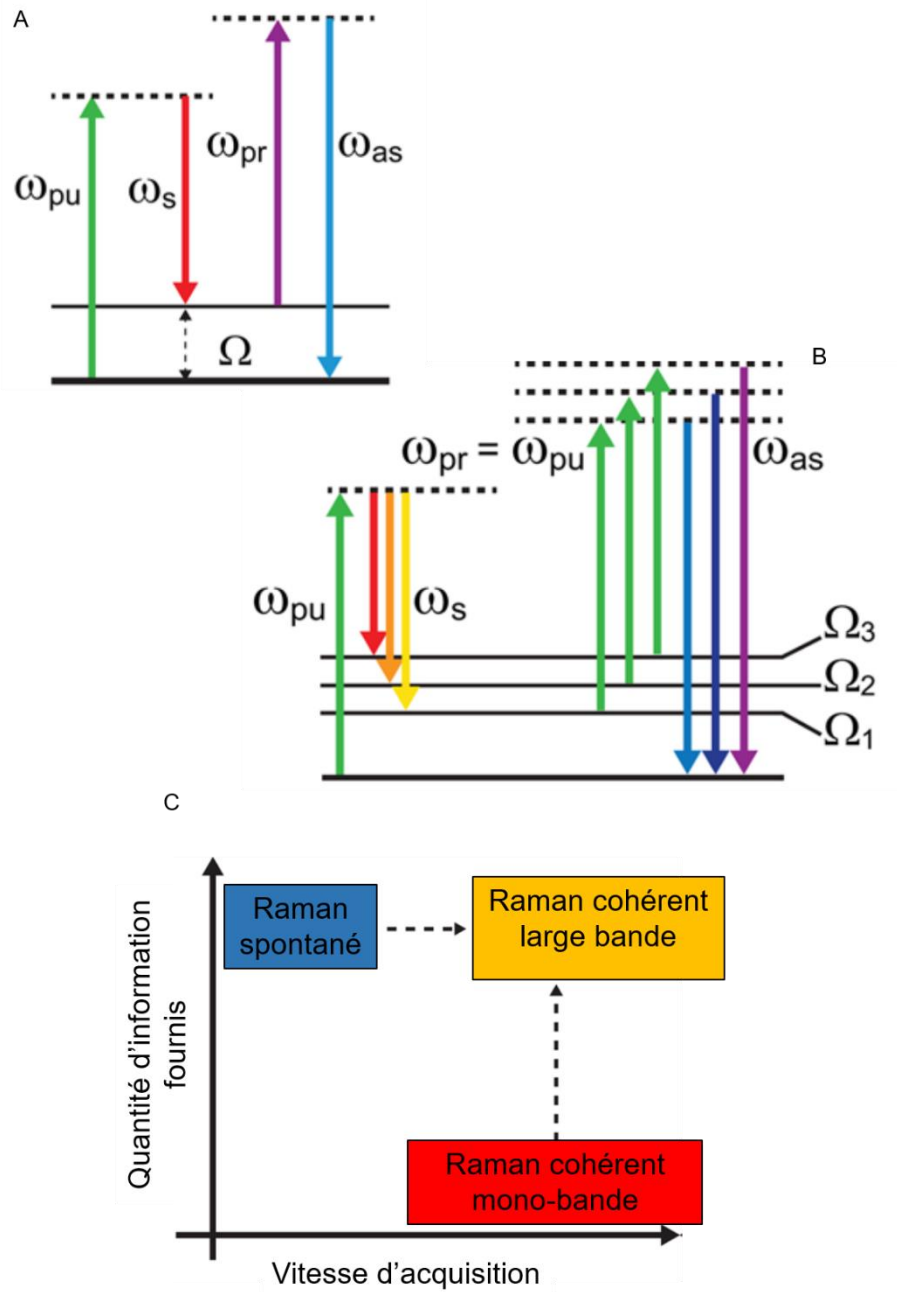 A
ωpu
ωs
ωpr
ωas
Ω
B
ωpr = ωpu
ωas
ωpu
ωs
Ω3
Ω2
Ω1
C
Quantité d'information
fournis
Raman
spontané
Raman cohérent
large bande
Raman cohérent
mono-bande
Vitesse d'acquisition